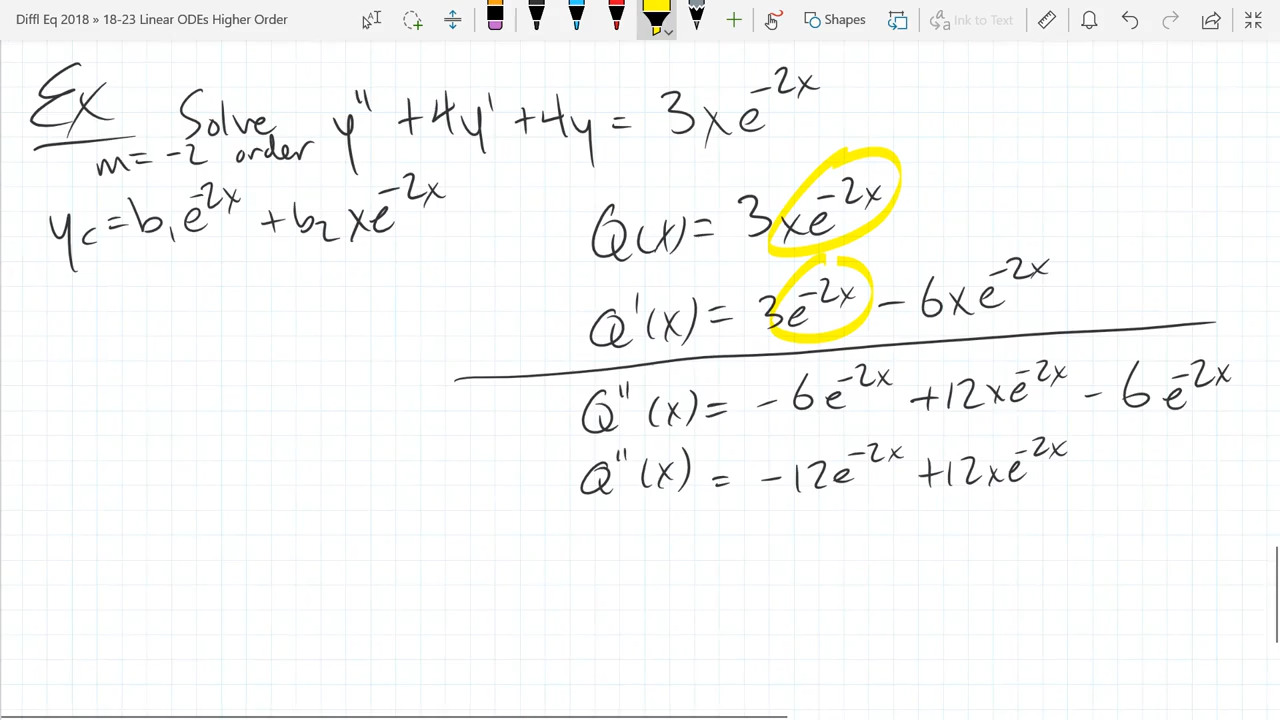 Diffl Eq 2018 » 18-23 Linear ODEs Higher Order
Shapes
Ink to Text
Ex Solve y'' + 4y' + 4y = 3xe^{-2x}
m = -2 order
y_c = b_1e^{-2x} + b_2xe^{-2x}
Q(x) = 3xe^{-2x}
Q'(x) = 3e^{-2x} - 6xe^{-2x}
Q''(x) = -6e^{-2x} + 12xe^{-2x} - 6e^{-2x}
Q''(x) = -12e^{-2x} + 12xe^{-2x}